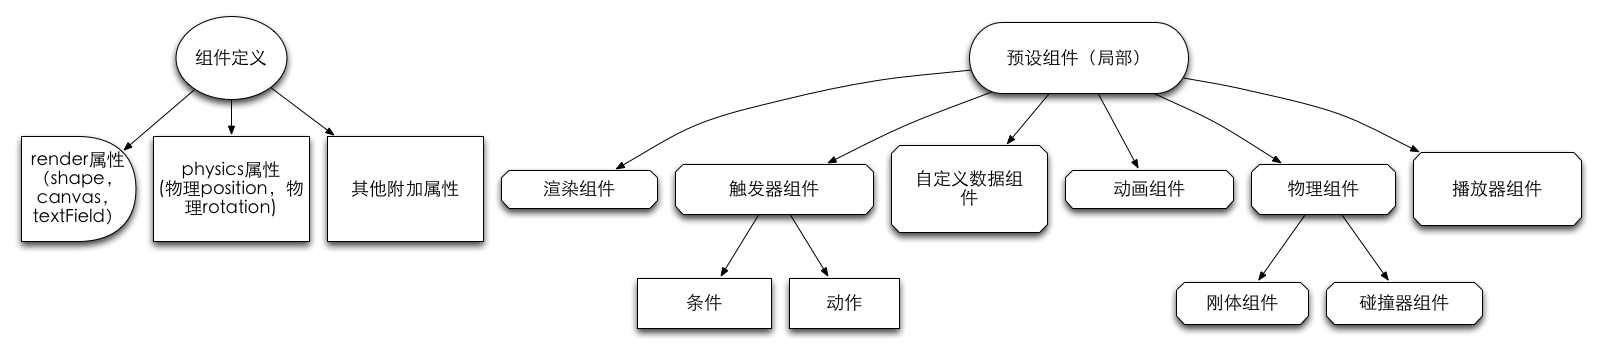 组件定义
render属性
（shape，
canvas，
textField）
physics属性
(物理position，物
理rotation)
其他附加属性
预设组件（局部）
渲染组件
触发器组件
自定义数据组
件
动画组件
物理组件
播放器组件
条件
动作
刚体组件
碰撞器组件